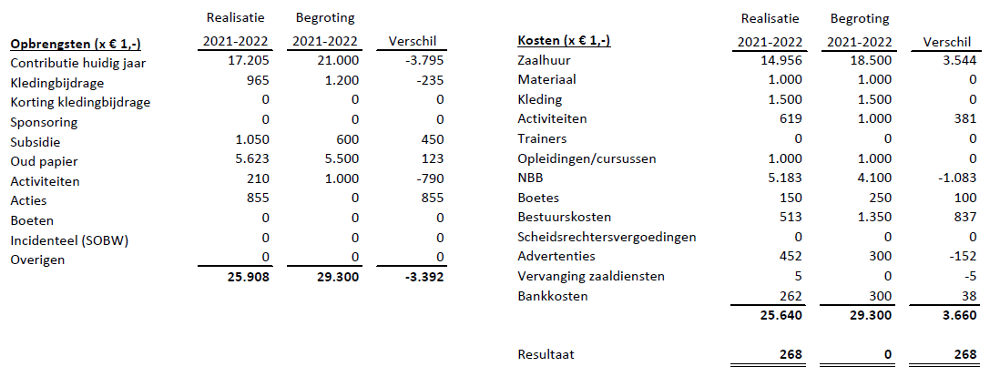 Realisatie Begroting
Opbrengsten (x € 1,-) 2021-2022 2021-2022 Verschil
Contributie huidig jaar 17.205 21.000 -3.795
Kledingbijdrage 965 1.200 -235
Korting kledingbijdrage 0 0 0
Sponsoring 0 0 0
Subsidie 1.050 600 450
Oud papier 5.623 5.500 123
Activiteiten 210 1.000 -790
Acties 855 0 855
Boeten 0 0 0
Incidenteel (SOBW) 0 0 0
Overigen 0 0 0
25.908 29.300 -3.392
Realisatie Begroting
Kosten (x € 1,-) 2021-2022 2021-2022 Verschil
Zaalhuur 14.956 18.500 3.544
Materiaal 1.000 1.000 0
Kleding 1.500 1.500 0
Activiteiten 619 1.000 381
Trainers 0 0 0
Opleidingen/cursussen 1.000 1.000 0
NBB 5.183 4.100 -1.083
Boetes 150 250 100
Bestuurskosten 513 1.350 837
Scheidsrechtersvergoedingen 0 0 0
Advertenties 452 300 -152
Vervanging zaaldiensten 5 0 -5
Bankkosten 262 300 38
25.640 29.300 3.660
Resultaat 268 0 268